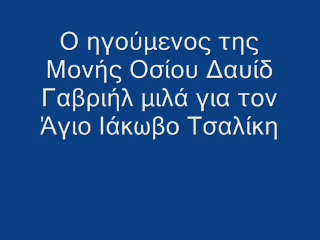 Ο ηγούμενος της
Μονής Οσίου Δαυίδ
Γαβριήλ μιλά για τον
Άγιο Ιάκωβο Τσαλίκη